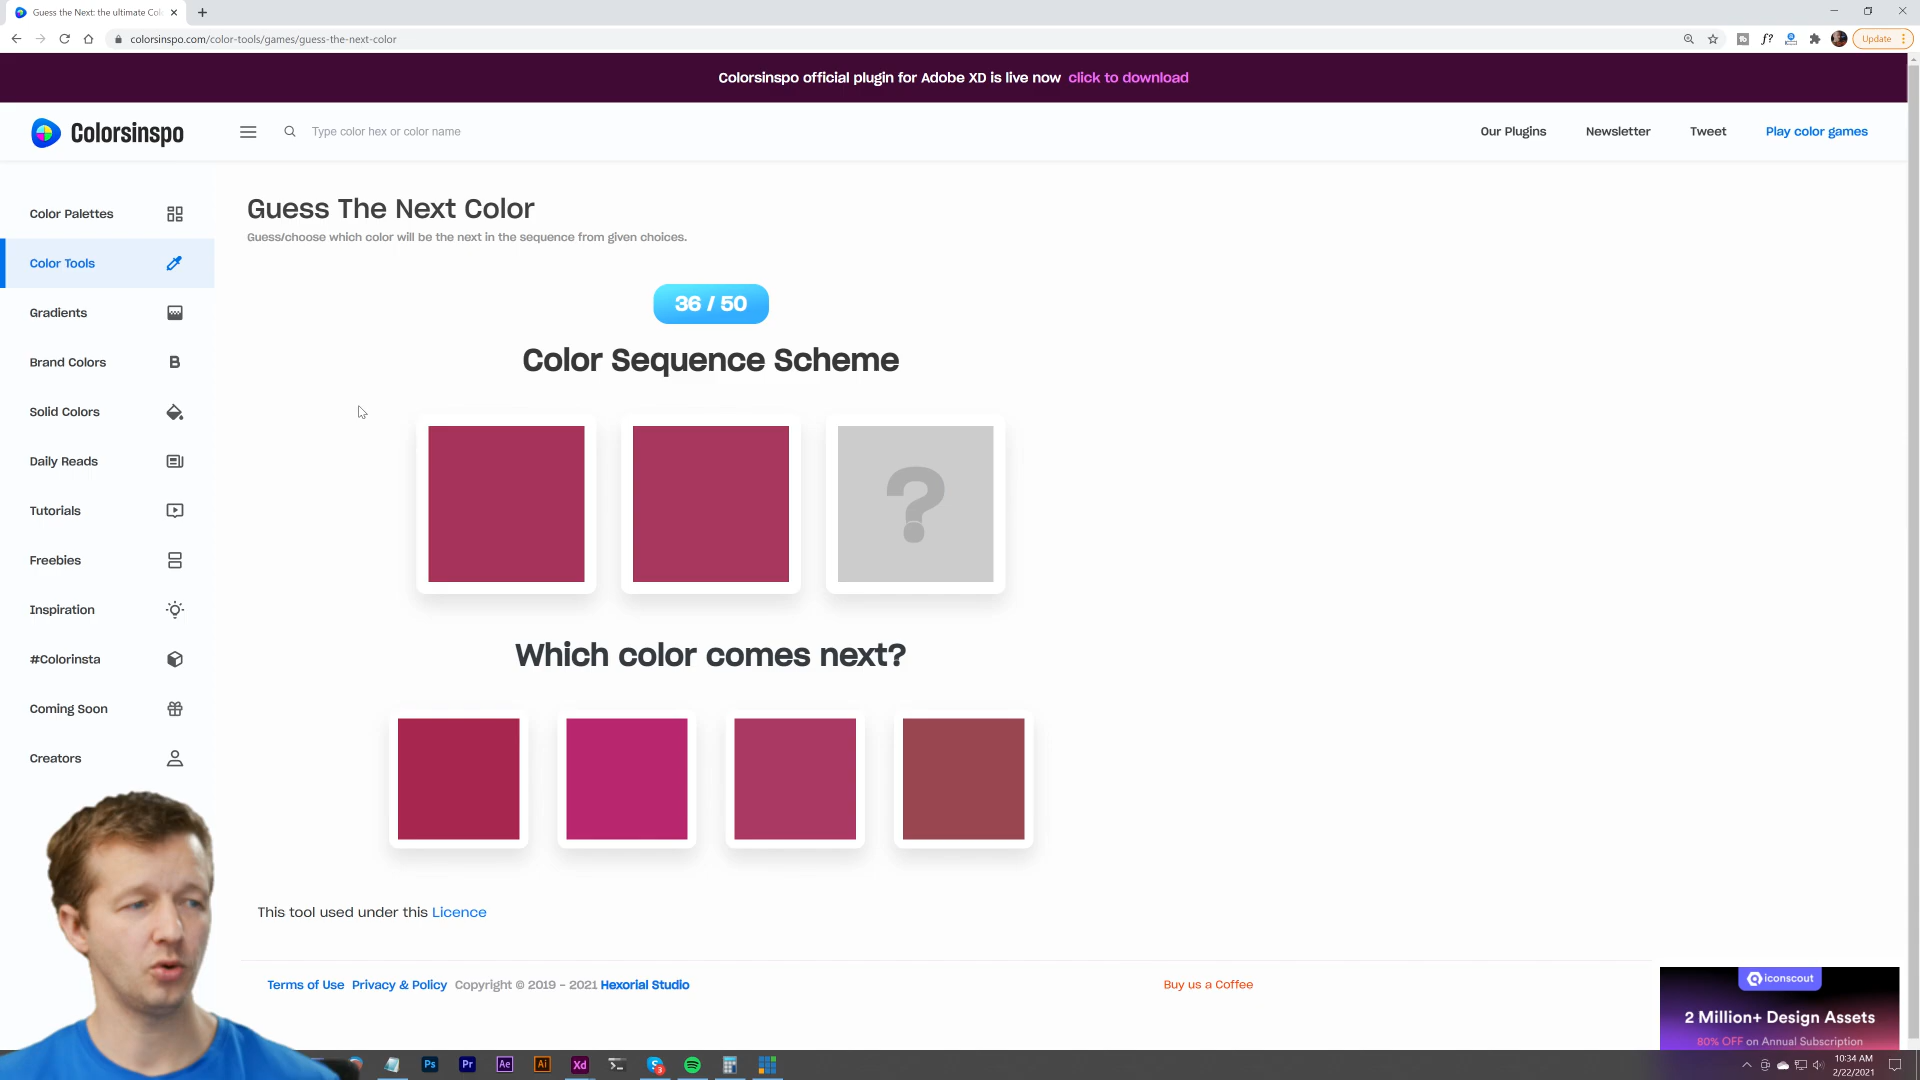 Guess the Next: the ultimate Col
colorsinspo.com/color-tools/games/guess-the-next-color
f?
Update
Colorsinspo official plugin for Adobe XD is live now click to download
Colorsinspo
Type color hex or color name
Our Plugins
Newsletter
Tweet
Play color games
Color Palettes
Color Tools
Gradients
Brand Colors
B
Solid Colors
Daily Reads
Tutorials
Freebies
Inspiration
#Colorinsta
Coming Soon
Creators
Guess The Next Color
Guess/choose which color will be the next in the sequence from given choices.
36 / 50
Color Sequence Scheme
?
Which color comes next?
This tool used under this Licence
Terms of Use Privacy & Policy Copyright © 2019 - 2021 Hexorial Studio
Buy us a Coffee
iconscout
2 Million+ Design Assets
80% OFF on Annual Subscription
Ps
Pr
Ae
Ai
Xd
S
3
10:34 AM
2/22/2021